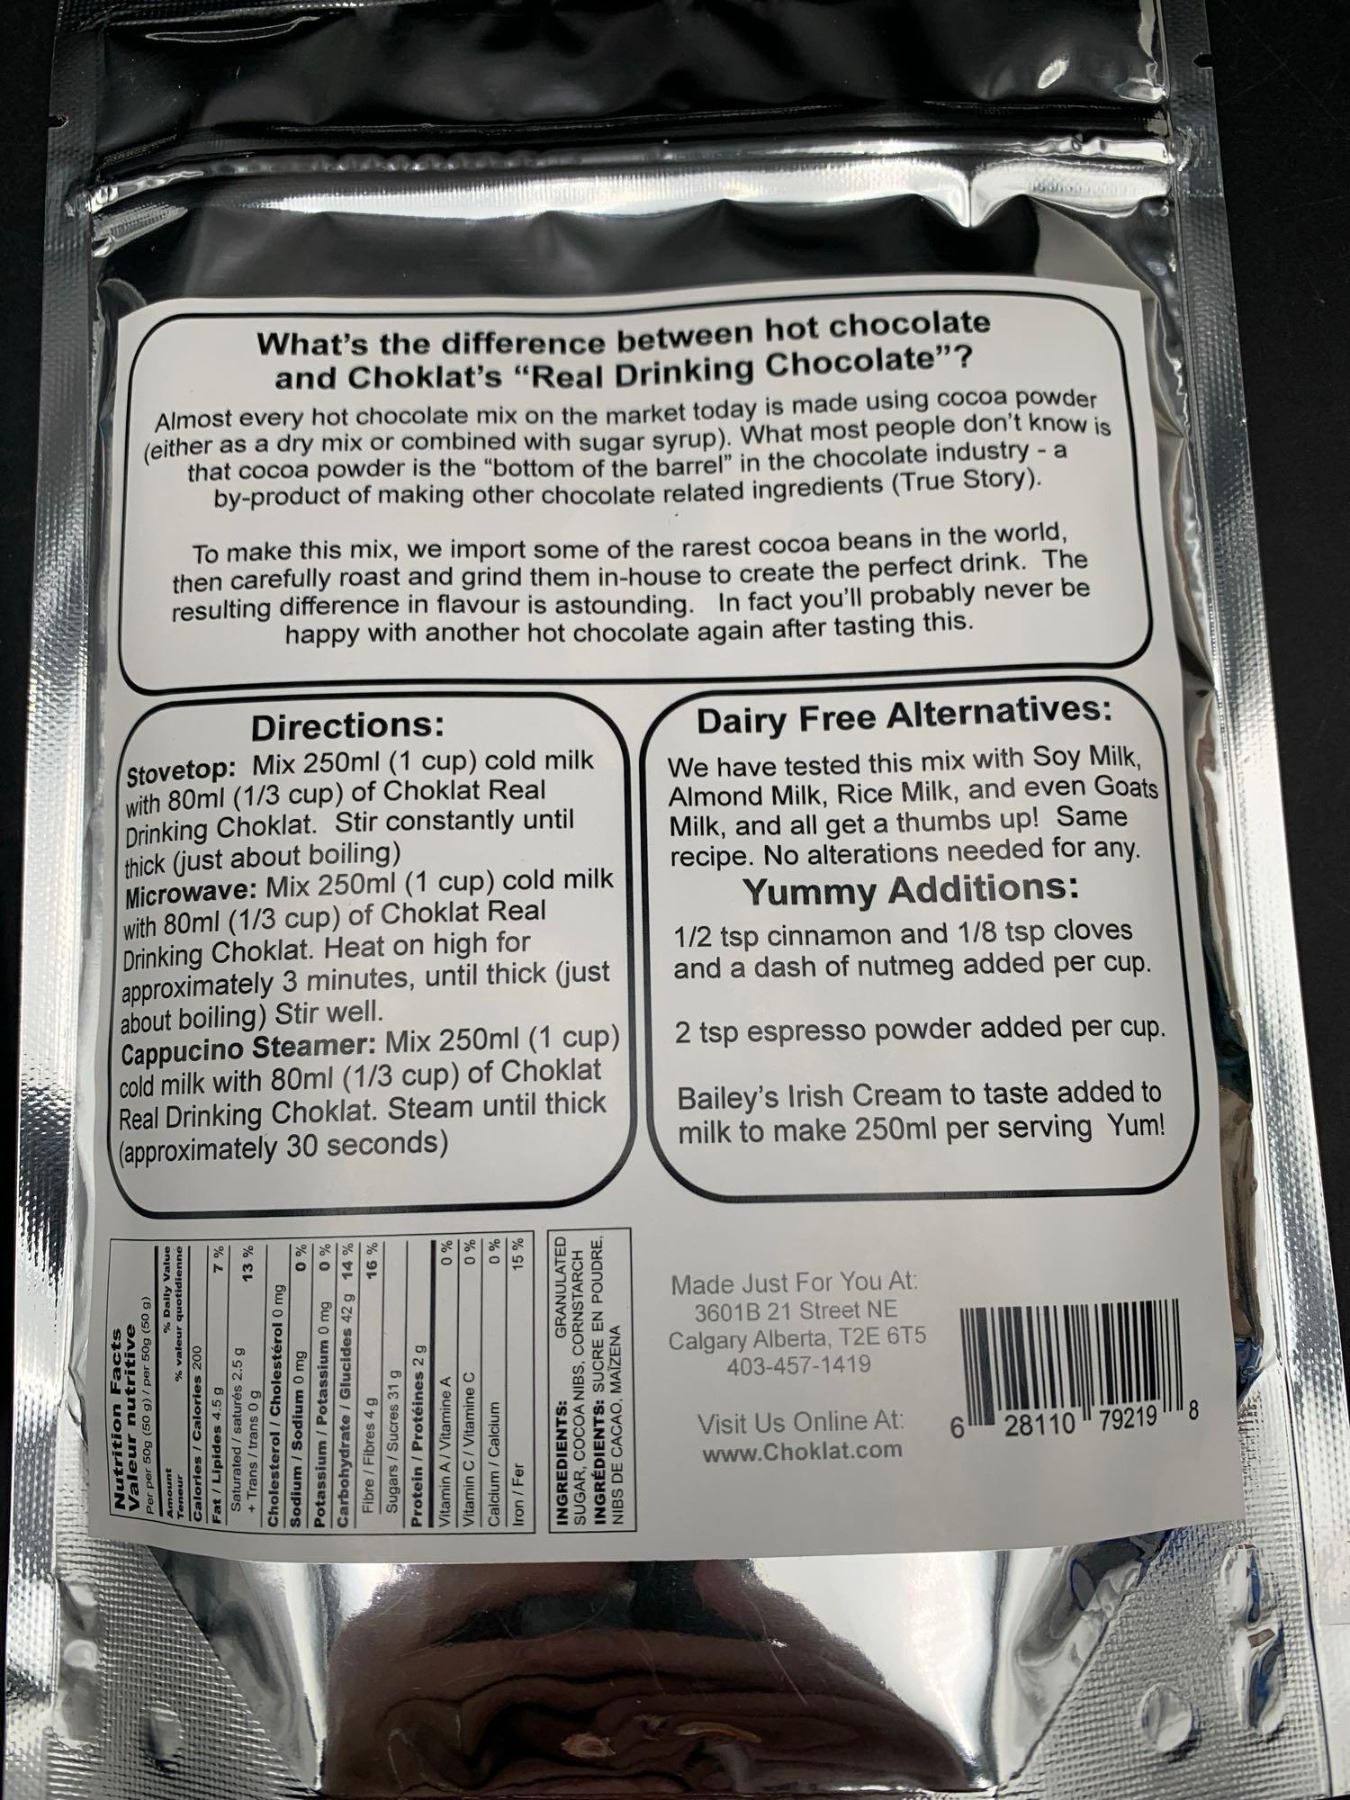 What's the difference between hot chocolate
and Choklat's “Real Drinking Chocolate”?
Almost every hot chocolate mix on the market today is made using cocoa powder
(either as a dry mix or combined with sugar syrup). What most people don't know is
that cocoa powder is the “bottom of the barrel” in the chocolate industry - a
by-product of making other chocolate related ingredients (True Story).
To make this mix, we import some of the rarest cocoa beans in the world,
then carefully roast and grind them in-house to create the perfect drink. The
resulting difference in flavour is astounding. In fact you'll probably never be
happy with another hot chocolate again after tasting this.
Directions:
Stovetop: Mix 250ml (1 cup) cold milk
with 80ml (1/3 cup) of Choklat Real
Drinking Choklat. Stir constantly until
thick (just about boiling)
Microwave: Mix 250ml (1 cup) cold milk
with 80ml (1/3 cup) of Choklat Real
Drinking Choklat. Heat on high for
approximately 3 minutes, until thick (just
about boiling) Stir well.
Cappucino Steamer: Mix 250ml (1 cup)
cold milk with 80ml (1/3 cup) of Choklat
Real Drinking Choklat. Steam until thick
(approximately 30 seconds)
Dairy Free Alternatives:
We have tested this mix with Soy Milk,
Almond Milk, Rice Milk, and even Goats
Milk, and all get a thumbs up! Same
recipe. No alterations needed for any.
Yummy Additions:
1/2 tsp cinnamon and 1/8 tsp cloves
and a dash of nutmeg added per cup.
2 tsp espresso powder added per cup.
Bailey's Irish Cream to taste added to
milk to make 250ml per serving Yum!
Nutrition Facts
Valeur nutritive
Per per 50g (50 g) / per 50g (50 g)
Amount % Daily Value
Teneur % valeur quotidienne
Calories / Calories 200
Fat / Lipides 4.5 g 7 %
Saturated / saturés 2.5 g 13 %
+ Trans / trans 0 g
Cholesterol / Cholestérol 0 mg
Sodium / Sodium 0 mg 0 %
Potassium / Potassium 0 mg 0 %
Carbohydrate / Glucides 42 g 14 %
Fibre / Fibres 4 g 16 %
Sugars / Sucres 31 g
Protein / Protéines 2 g
Vitamin A / Vitamine A 0 %
Vitamin C / Vitamine C 0 %
Calcium / Calcium 0 %
Iron / Fer 15 %
INGREDIENTS: GRANULATED
SUGAR, COCOA NIBS, CORNSTARCH
INGRÉDIENTS: SUCRE EN POUDRE,
NIBS DE CACAO, MAÏZENA
Made Just For You At:
3601B 21 Street NE
Calgary Alberta, T2E 6T5
403-457-1419
Visit Us Online At:
www.Choklat.com
6 28110 79219 8